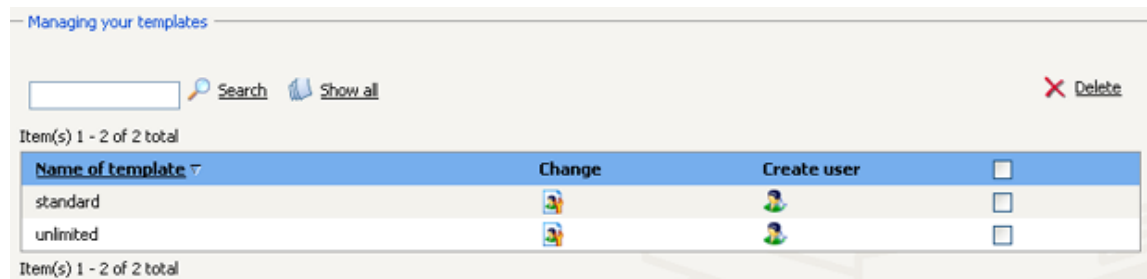 Managing your templates
Search Show all Delete
Item(s) 1 - 2 of 2 total
Name of template Change Create user
standard
unlimited
Item(s) 1 - 2 of 2 total